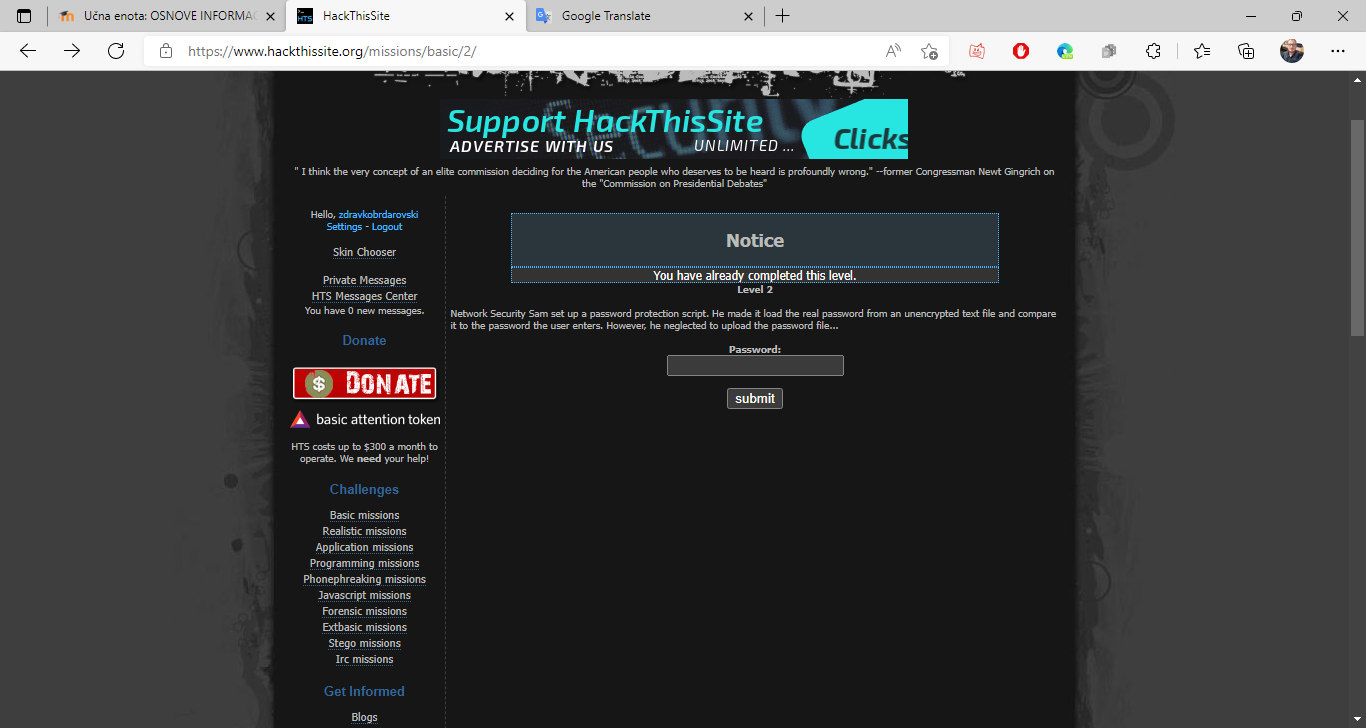 Učna enota: OSNOVE INFORMA
HackThisSite
Google Translate
https://www.hackthissite.org/missions/basic/2/
Support HackThisSite
ADVERTISE WITH US
UNLIMITED ...
Clicks
" I think the very concept of an elite commission deciding for the American people who deserves to be heard is profoundly wrong." --former Congressman Newt Gingrich on
the "Commission on Presidential Debates"
Hello, zdravkobrdarovski
Settings - Logout
Skin Chooser
Private Messages
HTS Messages Center
You have 0 new messages.
Donate
$ DONATE
basic attention token
HTS costs up to $300 a month to
operate. We need your help!
Challenges
Basic missions
Realistic missions
Application missions
Programming missions
Phonephreaking missions
Javascript missions
Forensic missions
Extbasic missions
Stego missions
Irc missions
Get Informed
Blogs
Notice
You have already completed this level.
Level 2
Network Security Sam set up a password protection script. He made it load the real password from an unencrypted text file and compare
it to the password the user enters. However, he neglected to upload the password file...
Password:
submit